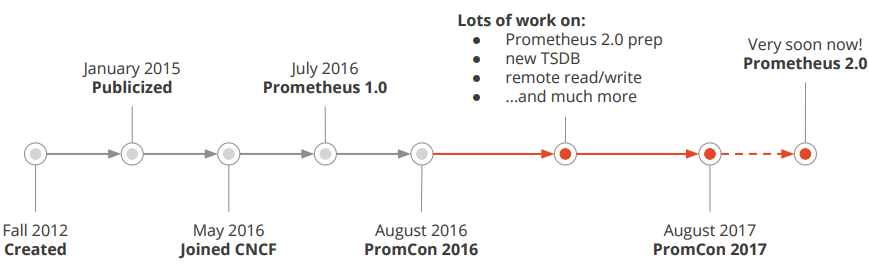 Lots of work on:
● Prometheus 2.0 prep
● new TSDB
● remote read/write
● ...and much more
Very soon now!
Prometheus 2.0
January 2015
Publicized
July 2016
Prometheus 1.0
Fall 2012
Created
May 2016
Joined CNCF
August 2016
PromCon 2016
August 2017
PromCon 2017